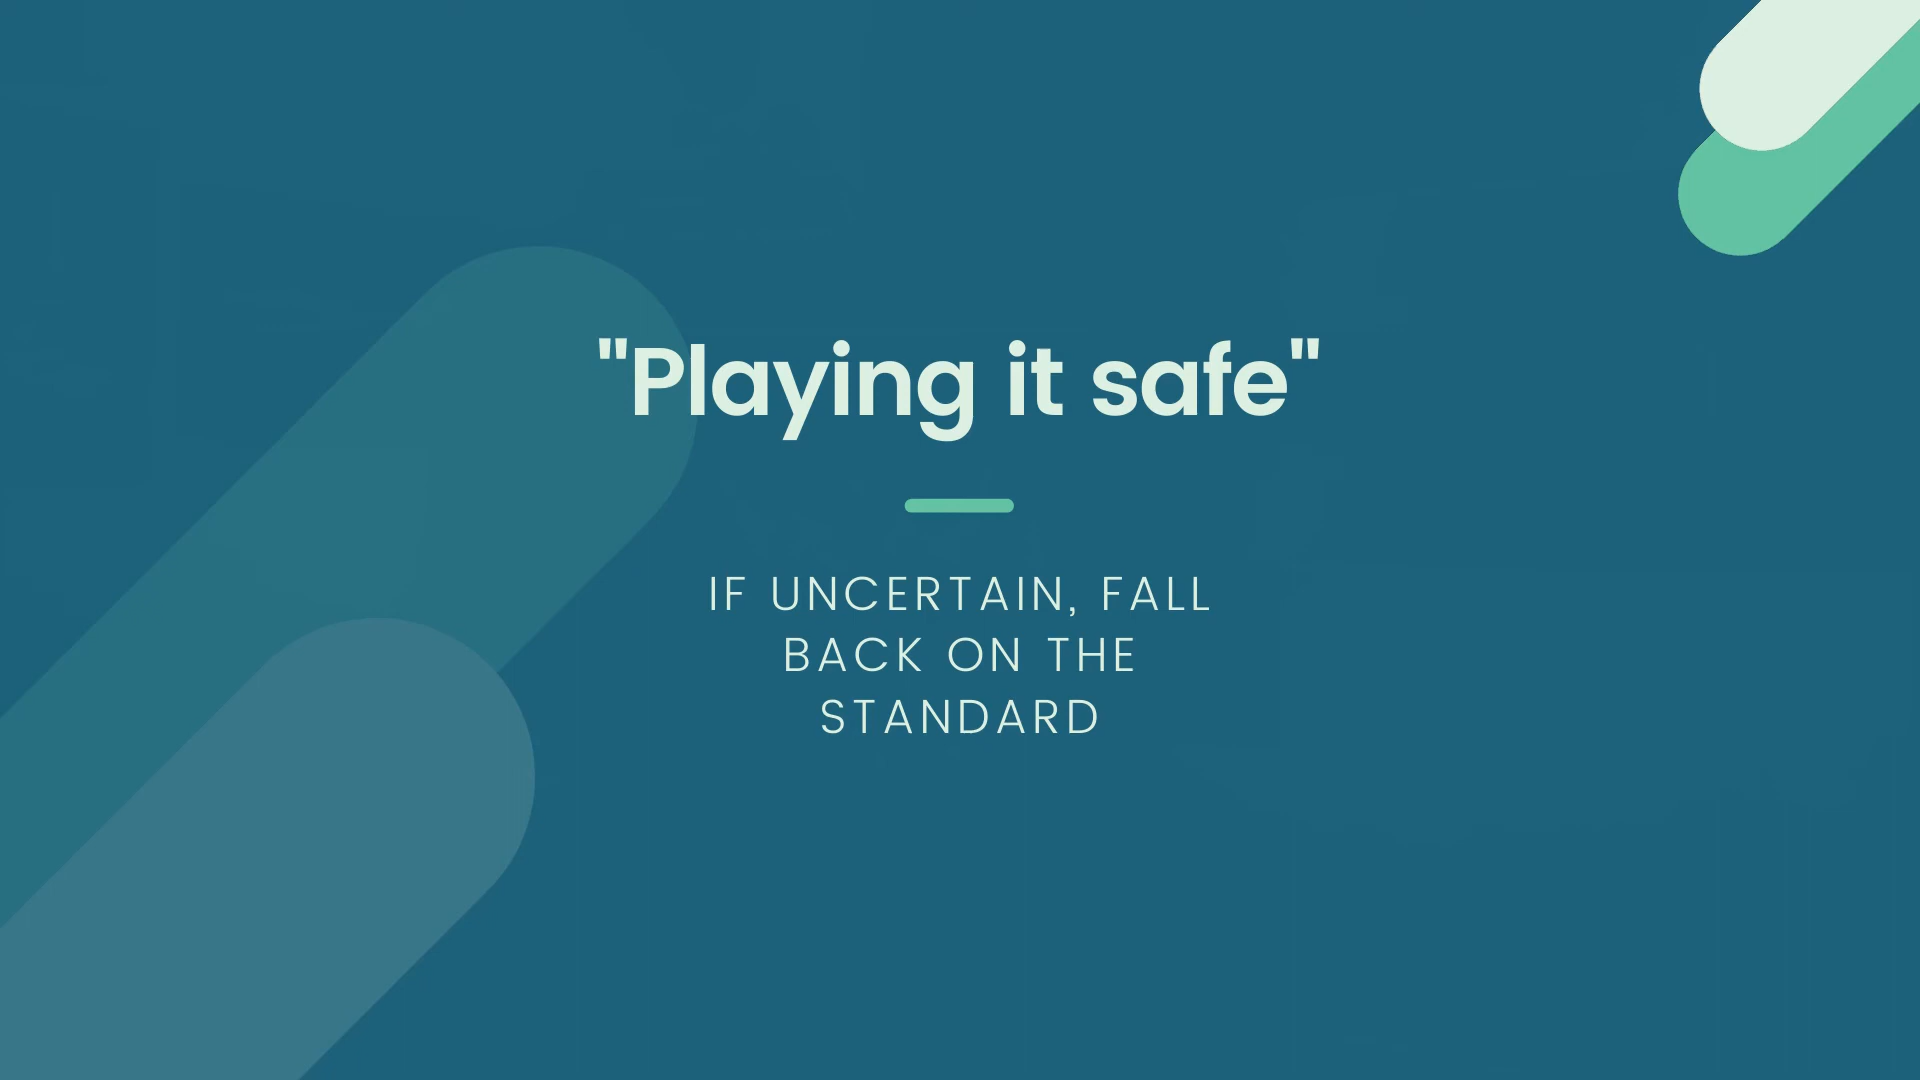 "Playing it safe"
IF UNCERTAIN, FALL
BACK ON THE
STANDARD